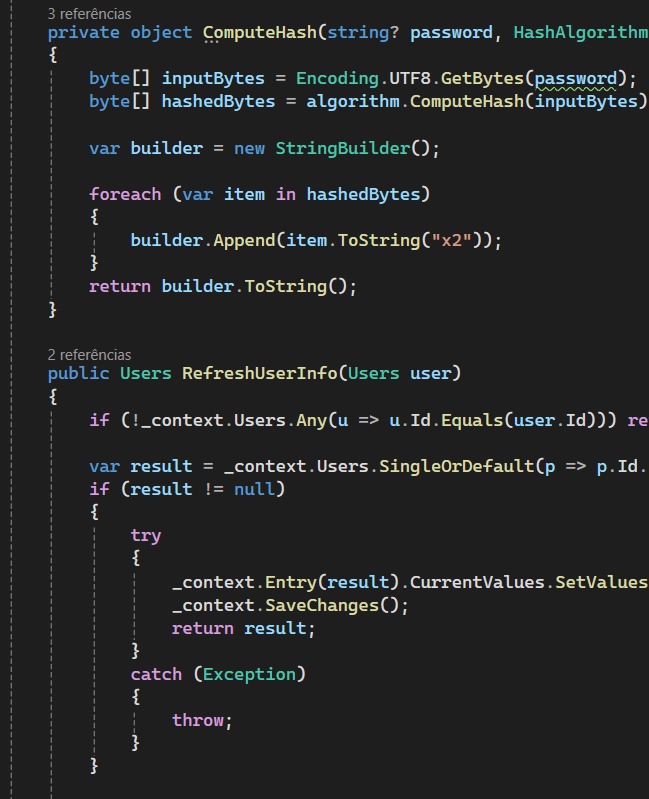 3 referências
private object ComputeHash(string? password, HashAlgorithm
{
byte[] inputBytes = Encoding.UTF8.GetBytes(password);
byte[] hashedBytes = algorithm.ComputeHash(inputBytes)
var builder = new StringBuilder();
foreach (var item in hashedBytes)
{
builder.Append(item.ToString("x2"));
}
return builder.ToString();
}
2 referências
public Users RefreshUserInfo(Users user)
{
if (!_context.Users.Any(u => u.Id.Equals(user.Id))) re
var result = _context.Users.SingleOrDefault(p => p.Id.
if (result != null)
{
try
{
_context.Entry(result).CurrentValues.SetValues
_context.SaveChanges();
return result;
}
catch (Exception)
{
throw;
}
}